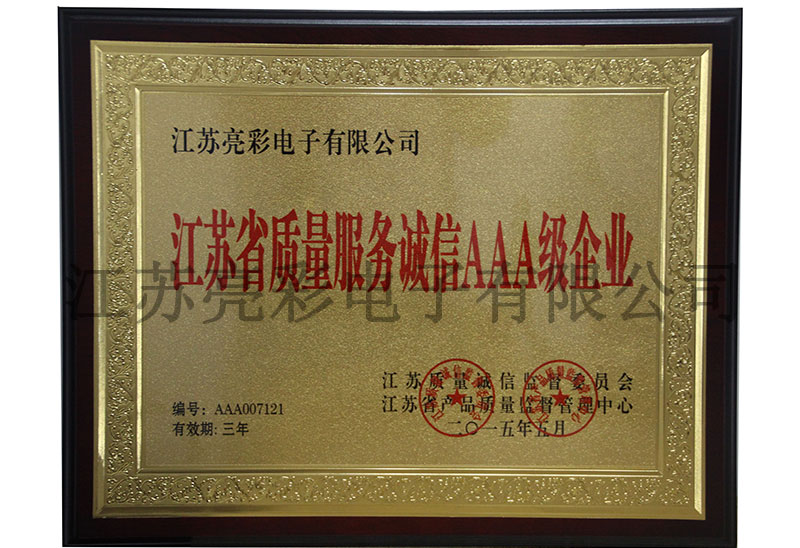 江苏亮彩电子有限公司
江苏省质量服务诚信AAA级企业
江苏亮彩电子有限公司
江苏质量诚信监督委员会
江苏省产品质量监督管理中心
二〇一五年五月
编号：AAA007121
有效期:三年